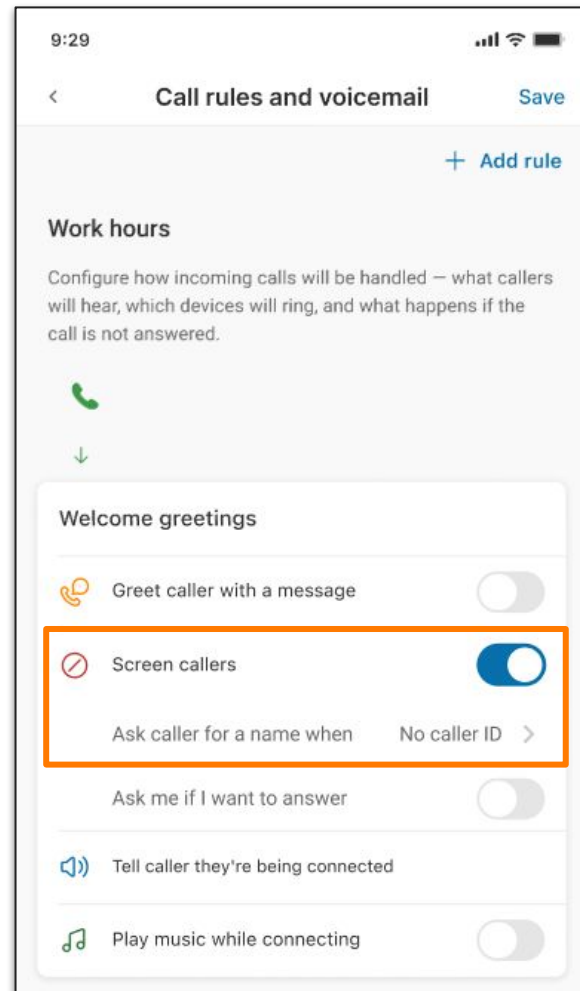 9:29
Call rules and voicemail
Save
+ Add rule
Work hours
Configure how incoming calls will be handled — what callers
will hear, which devices will ring, and what happens if the
call is not answered.
Welcome greetings
Greet caller with a message
Screen callers
Ask caller for a name when No caller ID
Ask me if I want to answer
Tell caller they're being connected
Play music while connecting